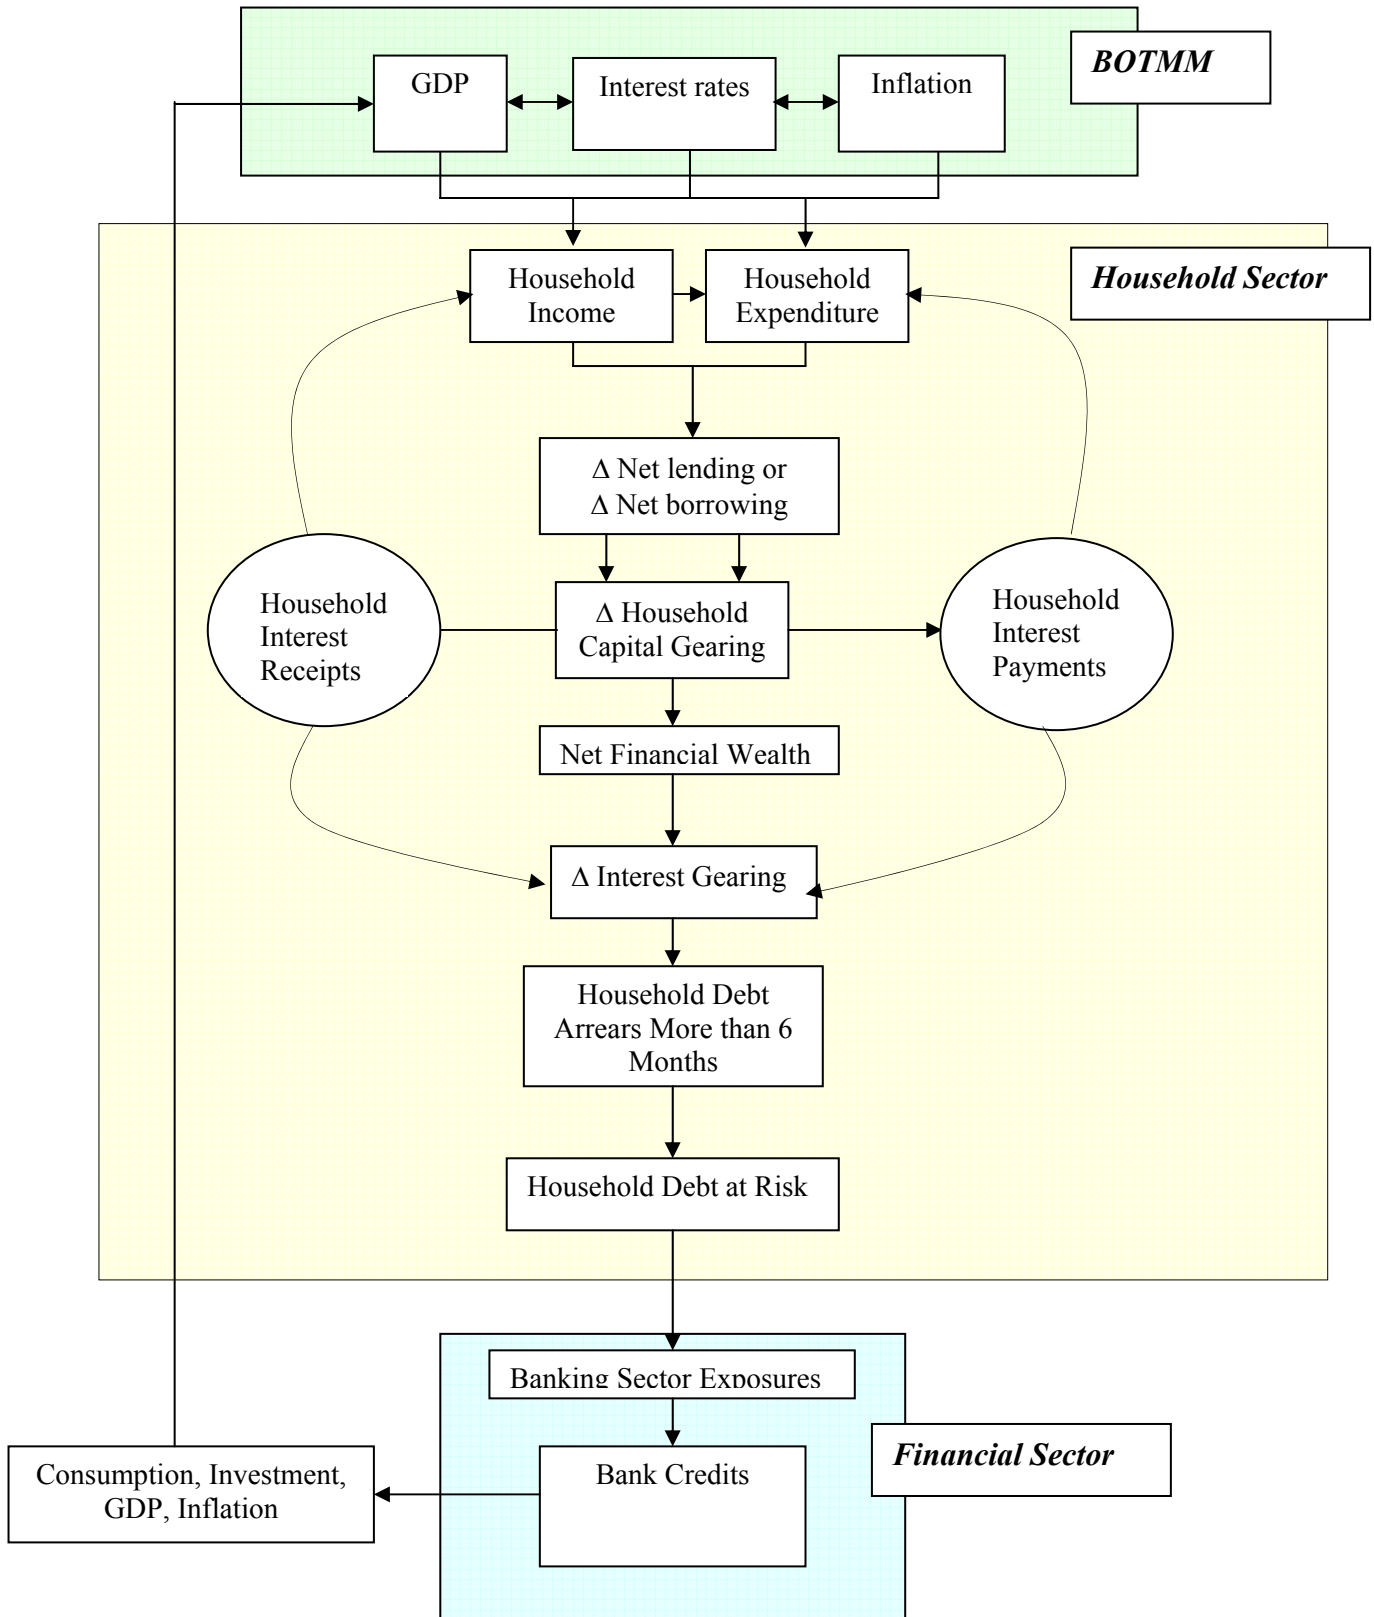 BOTMM
GDP
Interest rates
Inflation
Household Sector
Household
Income
Household
Expenditure
Δ Net lending or
Δ Net borrowing
Household
Interest
Receipts
Δ Household
Capital Gearing
Household
Interest
Payments
Net Financial Wealth
Δ Interest Gearing
Household Debt
Arrears More than 6
Months
Household Debt at Risk
Banking Sector Exposures
Financial Sector
Consumption, Investment,
GDP, Inflation
Bank Credits